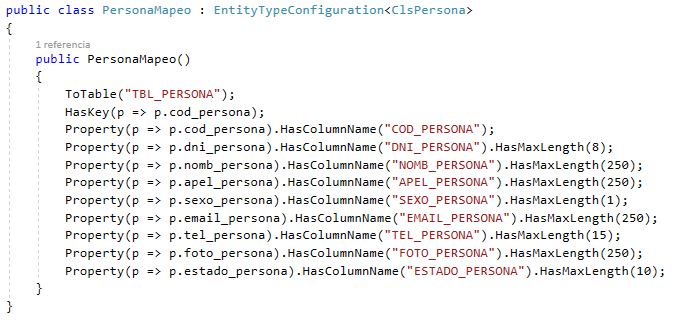 public class PersonaMapeo : EntityTypeConfiguration<ClsPersona>
{
1 referencia
public PersonaMapeo()
{
ToTable("TBL_PERSONA");
HasKey(p => p.cod_persona);
Property(p => p.cod_persona).HasColumnName("COD_PERSONA");
Property(p => p.dni_persona).HasColumnName("DNI_PERSONA").HasMaxLength(8);
Property(p => p.nomb_persona).HasColumnName("NOMB_PERSONA").HasMaxLength(250);
Property(p => p.apel_persona).HasColumnName("APEL_PERSONA").HasMaxLength(250);
Property(p => p.sexo_persona).HasColumnName("SEXO_PERSONA").HasMaxLength(1);
Property(p => p.email_persona).HasColumnName("EMAIL_PERSONA").HasMaxLength(250);
Property(p => p.tel_persona).HasColumnName("TEL_PERSONA").HasMaxLength(15);
Property(p => p.foto_persona).HasColumnName("FOTO_PERSONA").HasMaxLength(250);
Property(p => p.estado_persona).HasColumnName("ESTADO_PERSONA").HasMaxLength(10);
}
}